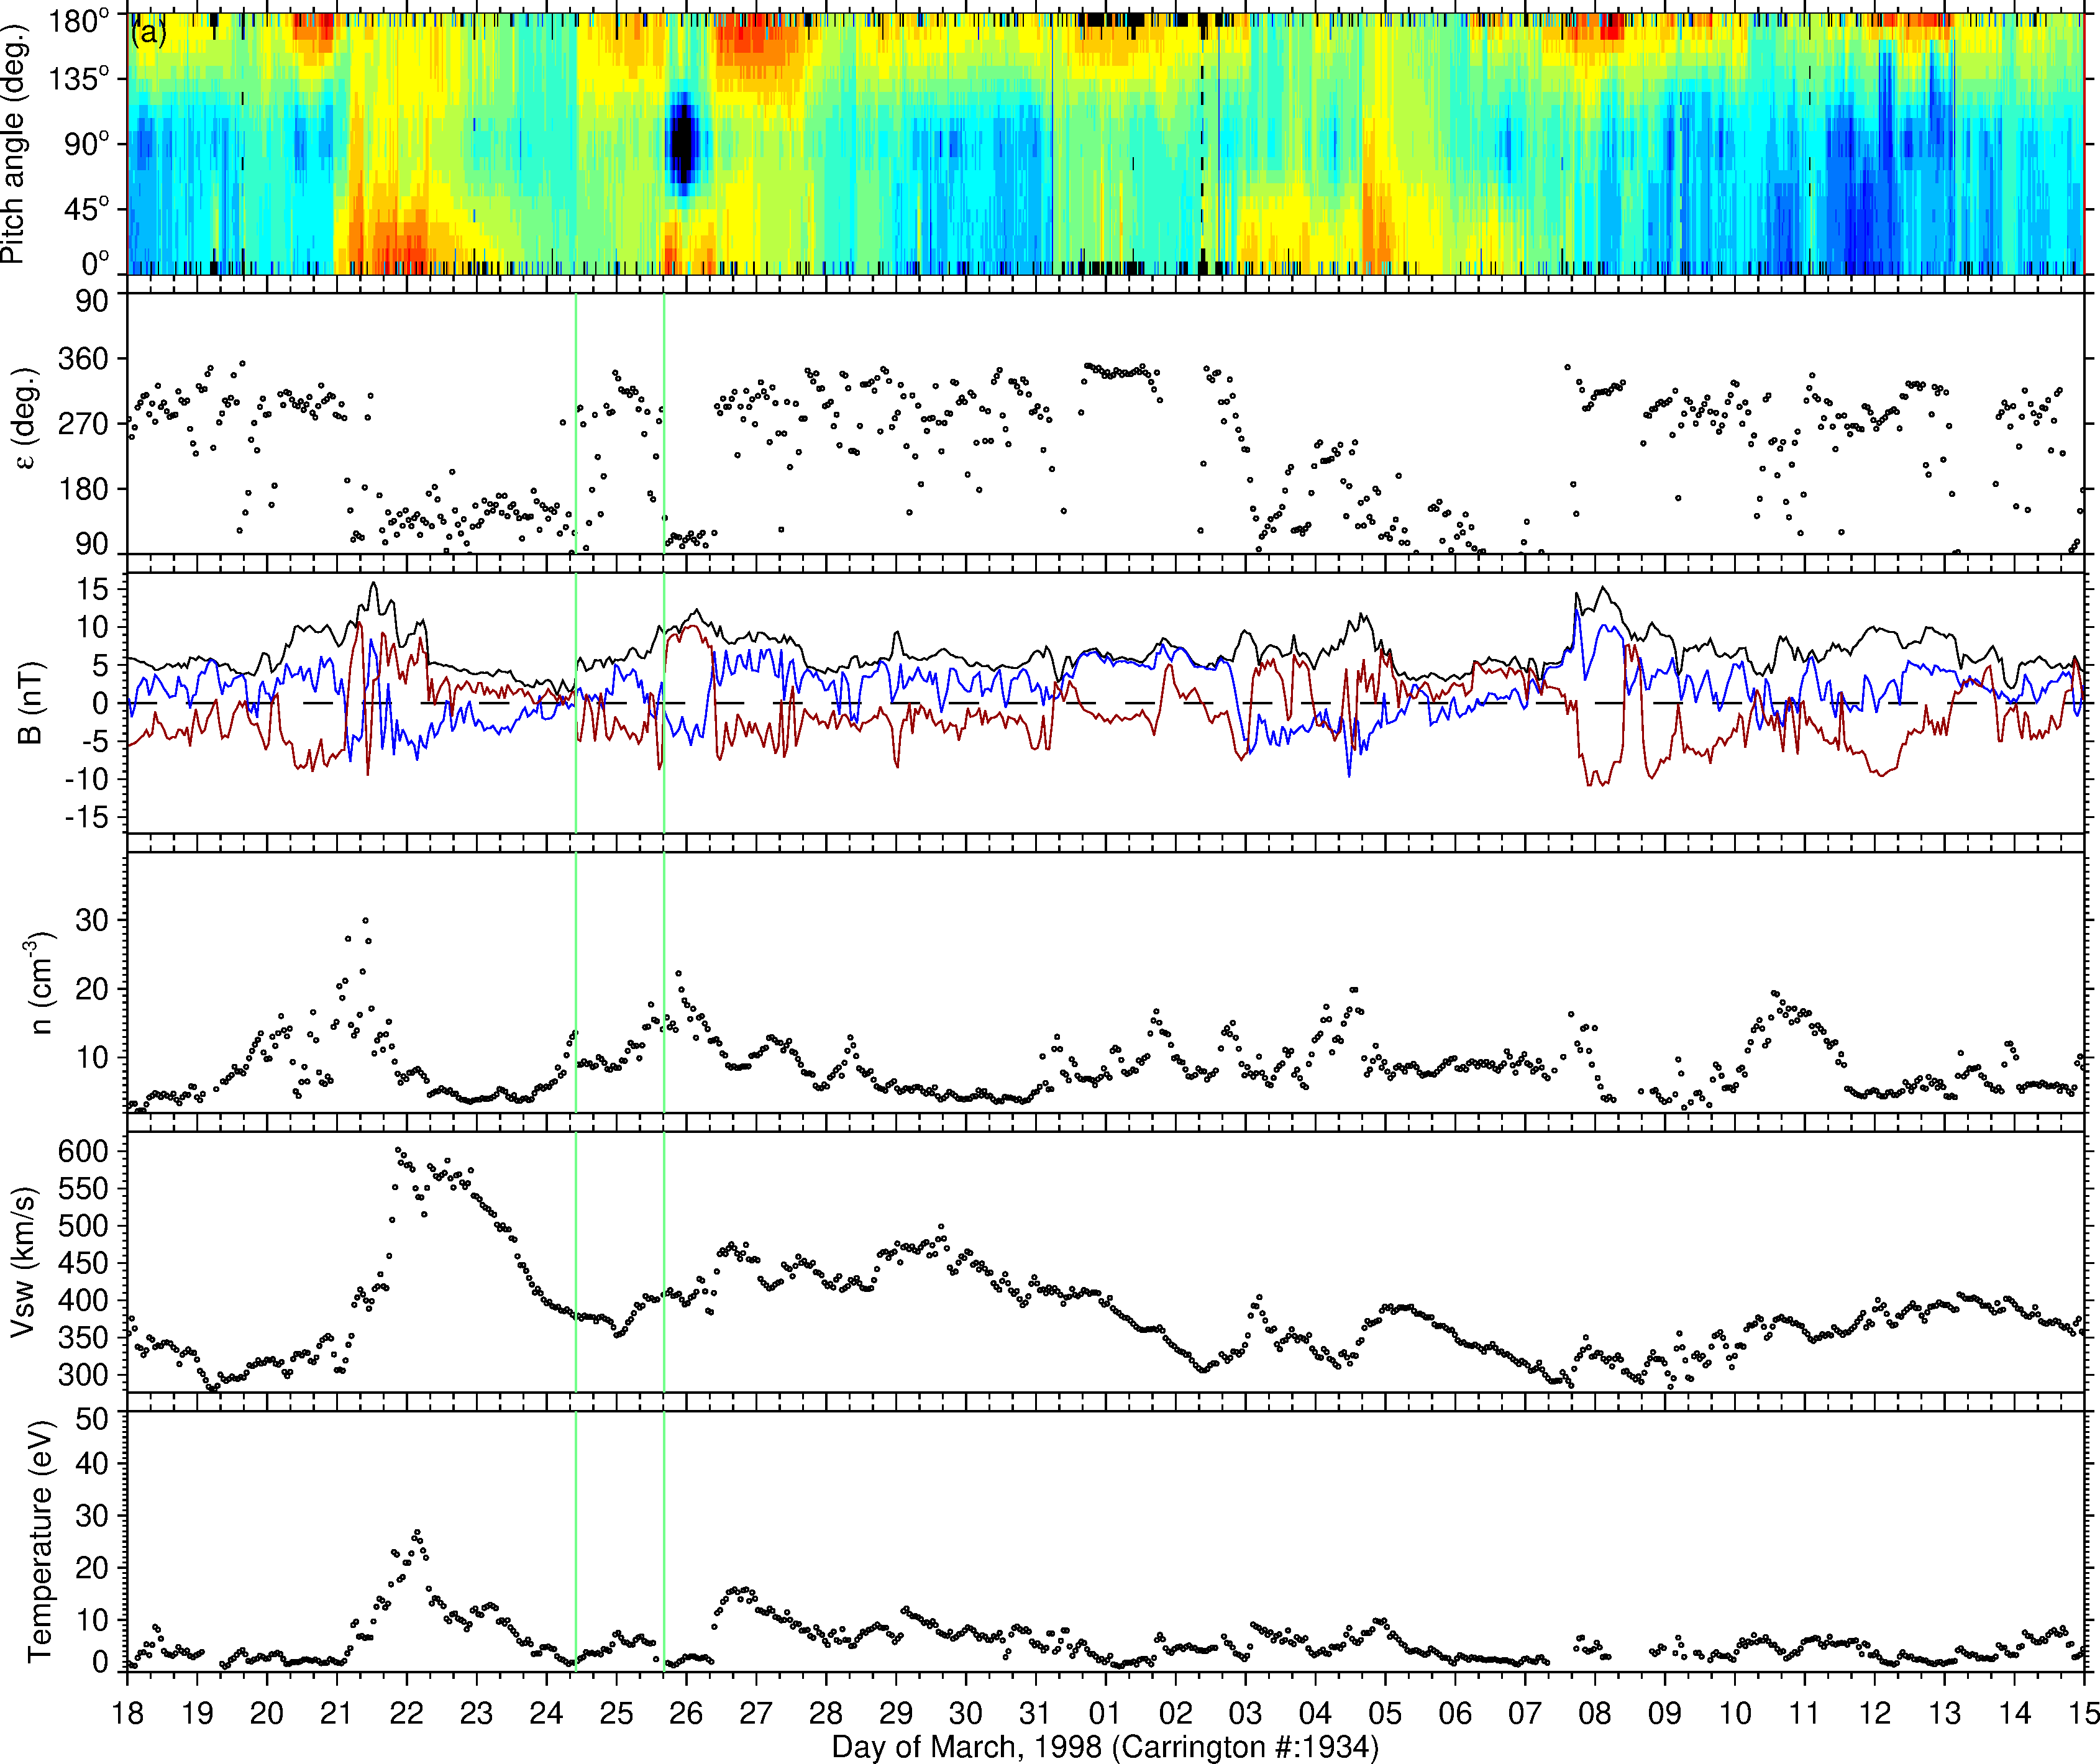 (a)
Pitch angle (deg.)
180° 135° 90° 45° 0°
ε (deg.)
90 360 270 180 90
B (nT)
15 10 5 0 -5 -10 -15
n (cm⁻³)
30 20 10
Vsw (km/s)
600 550 500 450 400 350 300
Temperature (eV)
50 40 30 20 10 0
18 19 20 21 22 23 24 25 26 27 28 29 30 31 01 02 03 04 05 06 07 08 09 10 11 12 13 14 15
Day of March, 1998 (Carrington #:1934)